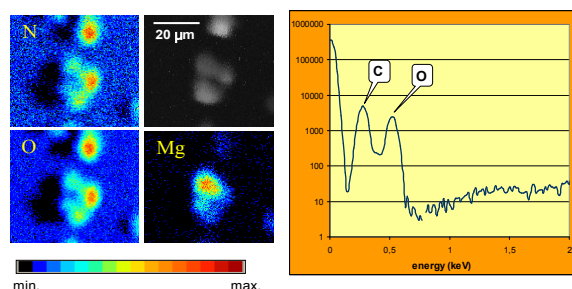 N
20 µm
O
Mg
min.
max.
1000000
100000
10000
1000
100
10
1
C
O
0
0,5
1
1,5
2
energy (keV)